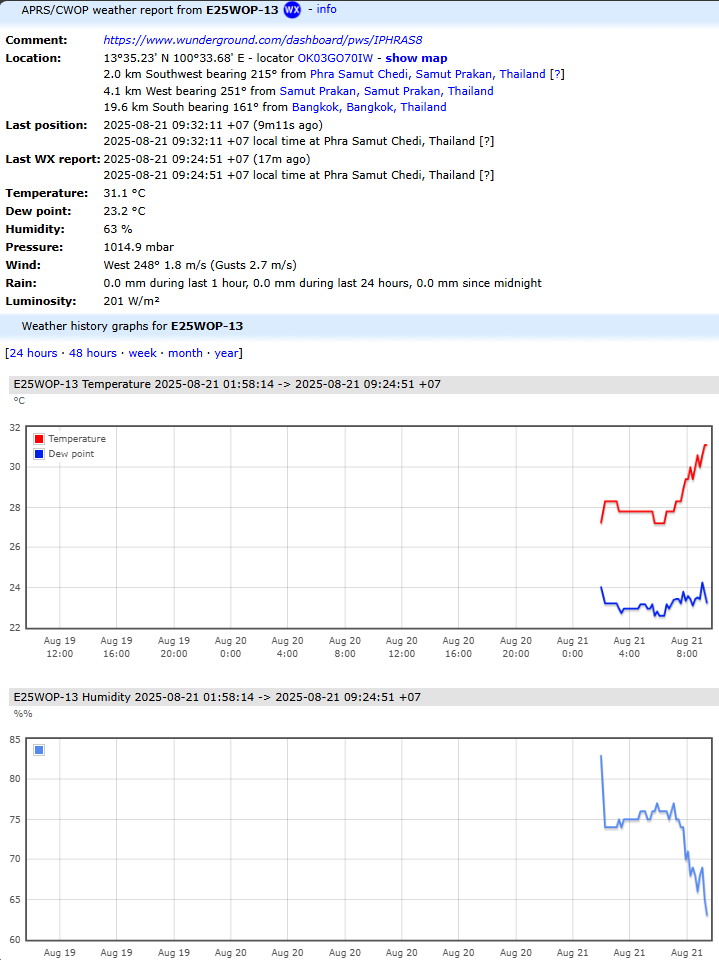 APRS/CWOP weather report from E25WOP-13 WX - info
Comment: https://www.wunderground.com/dashboard/pws/IPHRAS8
Location: 13°35.23' N 100°33.68' E - locator OK03GO70IW - show map
2.0 km Southwest bearing 215° from Phra Samut Chedi, Samut Prakan, Thailand [?]
4.1 km West bearing 251° from Samut Prakan, Samut Prakan, Thailand
19.6 km South bearing 161° from Bangkok, Bangkok, Thailand
Last position: 2025-08-21 09:32:11 +07 (9m11s ago)
2025-08-21 09:32:11 +07 local time at Phra Samut Chedi, Thailand [?]
Last WX report: 2025-08-21 09:24:51 +07 (17m ago)
2025-08-21 09:24:51 +07 local time at Phra Samut Chedi, Thailand [?]
Temperature: 31.1 °C
Dew point: 23.2 °C
Humidity: 63 %
Pressure: 1014.9 mbar
Wind: West 248° 1.8 m/s (Gusts 2.7 m/s)
Rain: 0.0 mm during last 1 hour, 0.0 mm during last 24 hours, 0.0 mm since midnight
Luminosity: 201 W/m²
Weather history graphs for E25WOP-13
[24 hours · 48 hours · week · month · year]
E25WOP-13 Temperature 2025-08-21 01:58:14 -> 2025-08-21 09:24:51 +07
°C
32
Temperature
Dew point
30
28
26
24
22
Aug 19 Aug 19 Aug 19 Aug 20 Aug 20 Aug 20 Aug 20 Aug 20 Aug 20 Aug 21 Aug 21 Aug 21
12:00 16:00 20:00 0:00 4:00 8:00 12:00 16:00 20:00 0:00 4:00 8:00
E25WOP-13 Humidity 2025-08-21 01:58:14 -> 2025-08-21 09:24:51 +07
%%
85
80
75
70
65
60
Aug 19 Aug 19 Aug 19 Aug 20 Aug 20 Aug 20 Aug 20 Aug 20 Aug 20 Aug 21 Aug 21 Aug 21